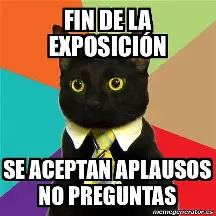 FIN DE LA
EXPOSICIÓN
SE ACEPTAN APLAUSOS
NO PREGUNTAS
memegenerator.es